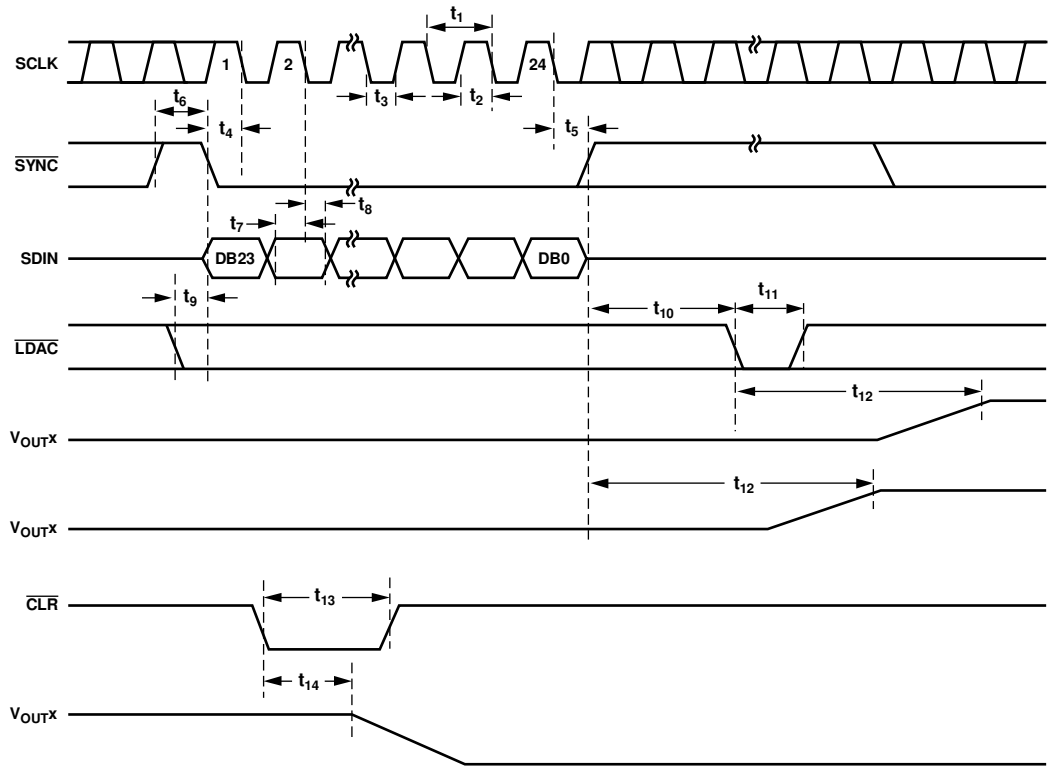 t1
SCLK 1 2 24
t3 t2
t6
t4 t5
SYNC
t8
t7
SDIN DB23 DB0
t9 t10 t11
LDAC
t12
VOUTx
t12
VOUTx
CLR t13
t14
VOUTx